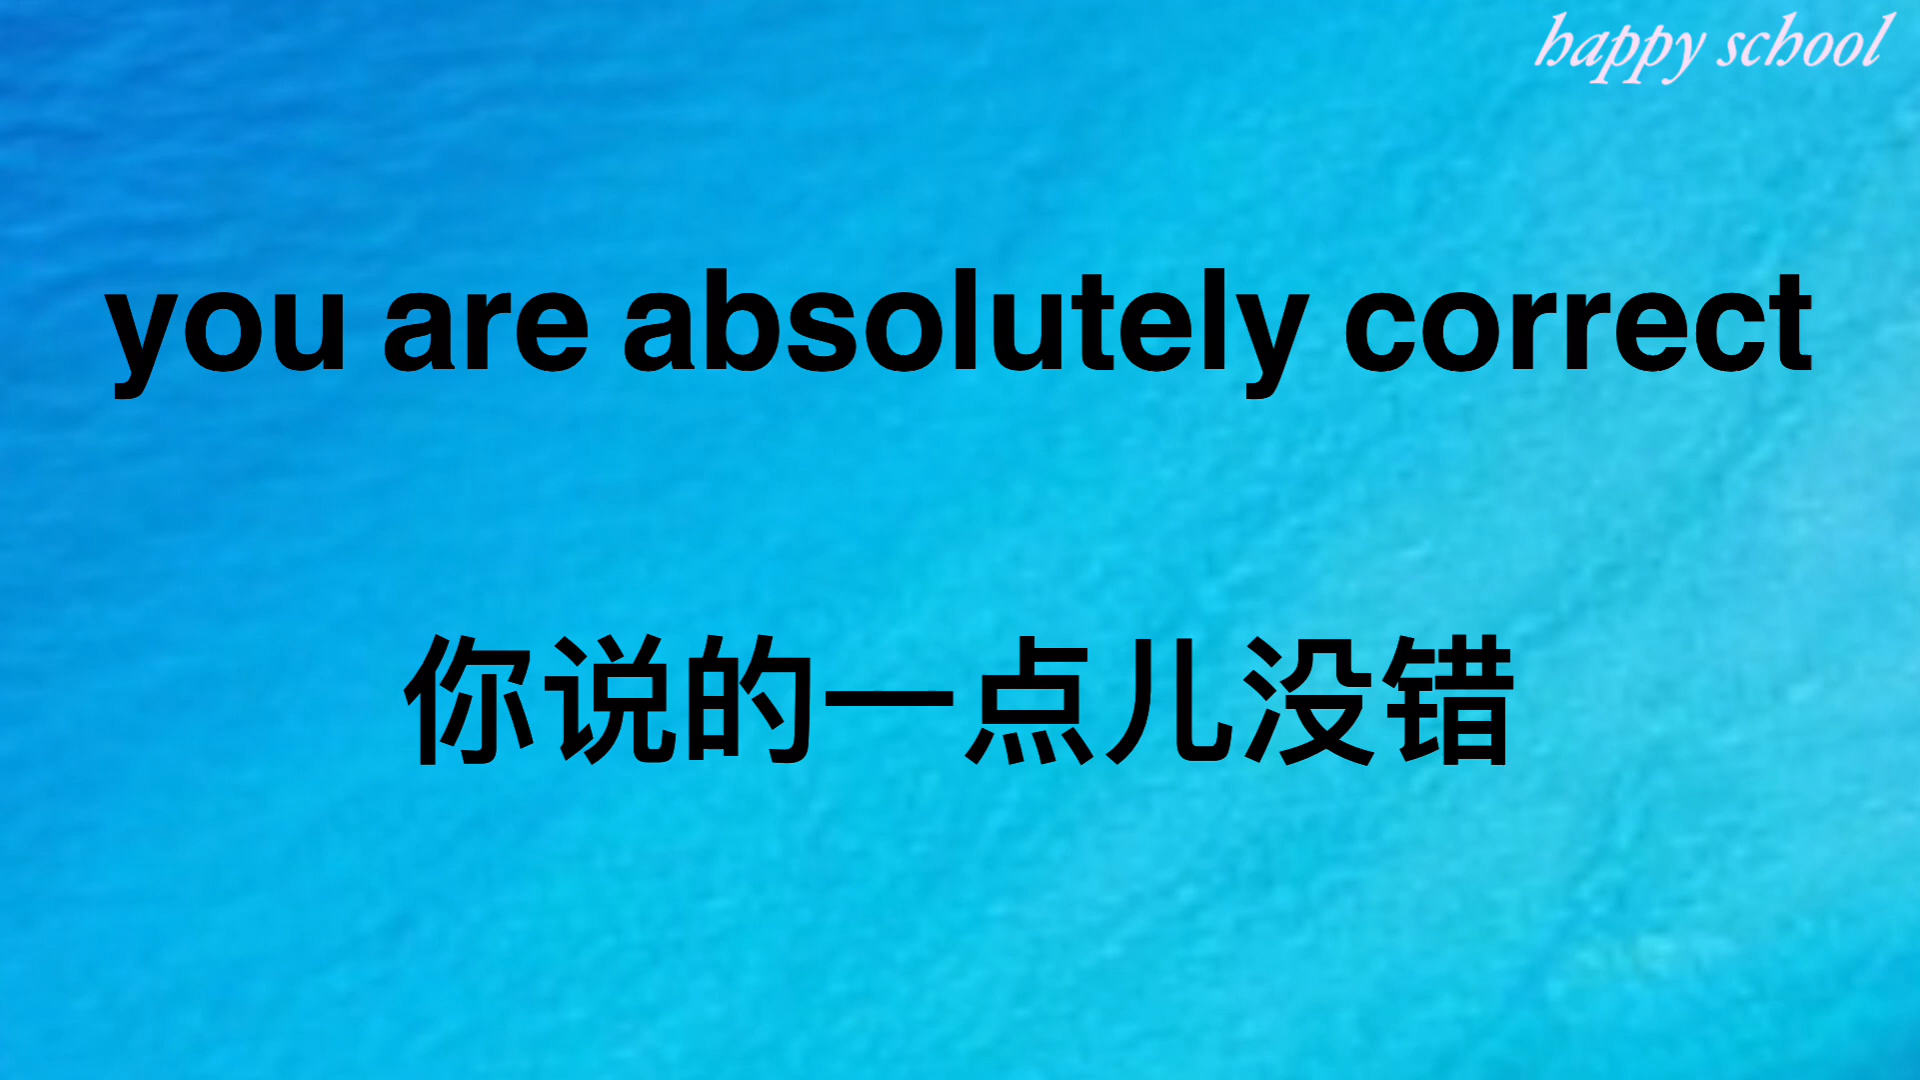 happy school
you are absolutely correct
你说的一点儿没错